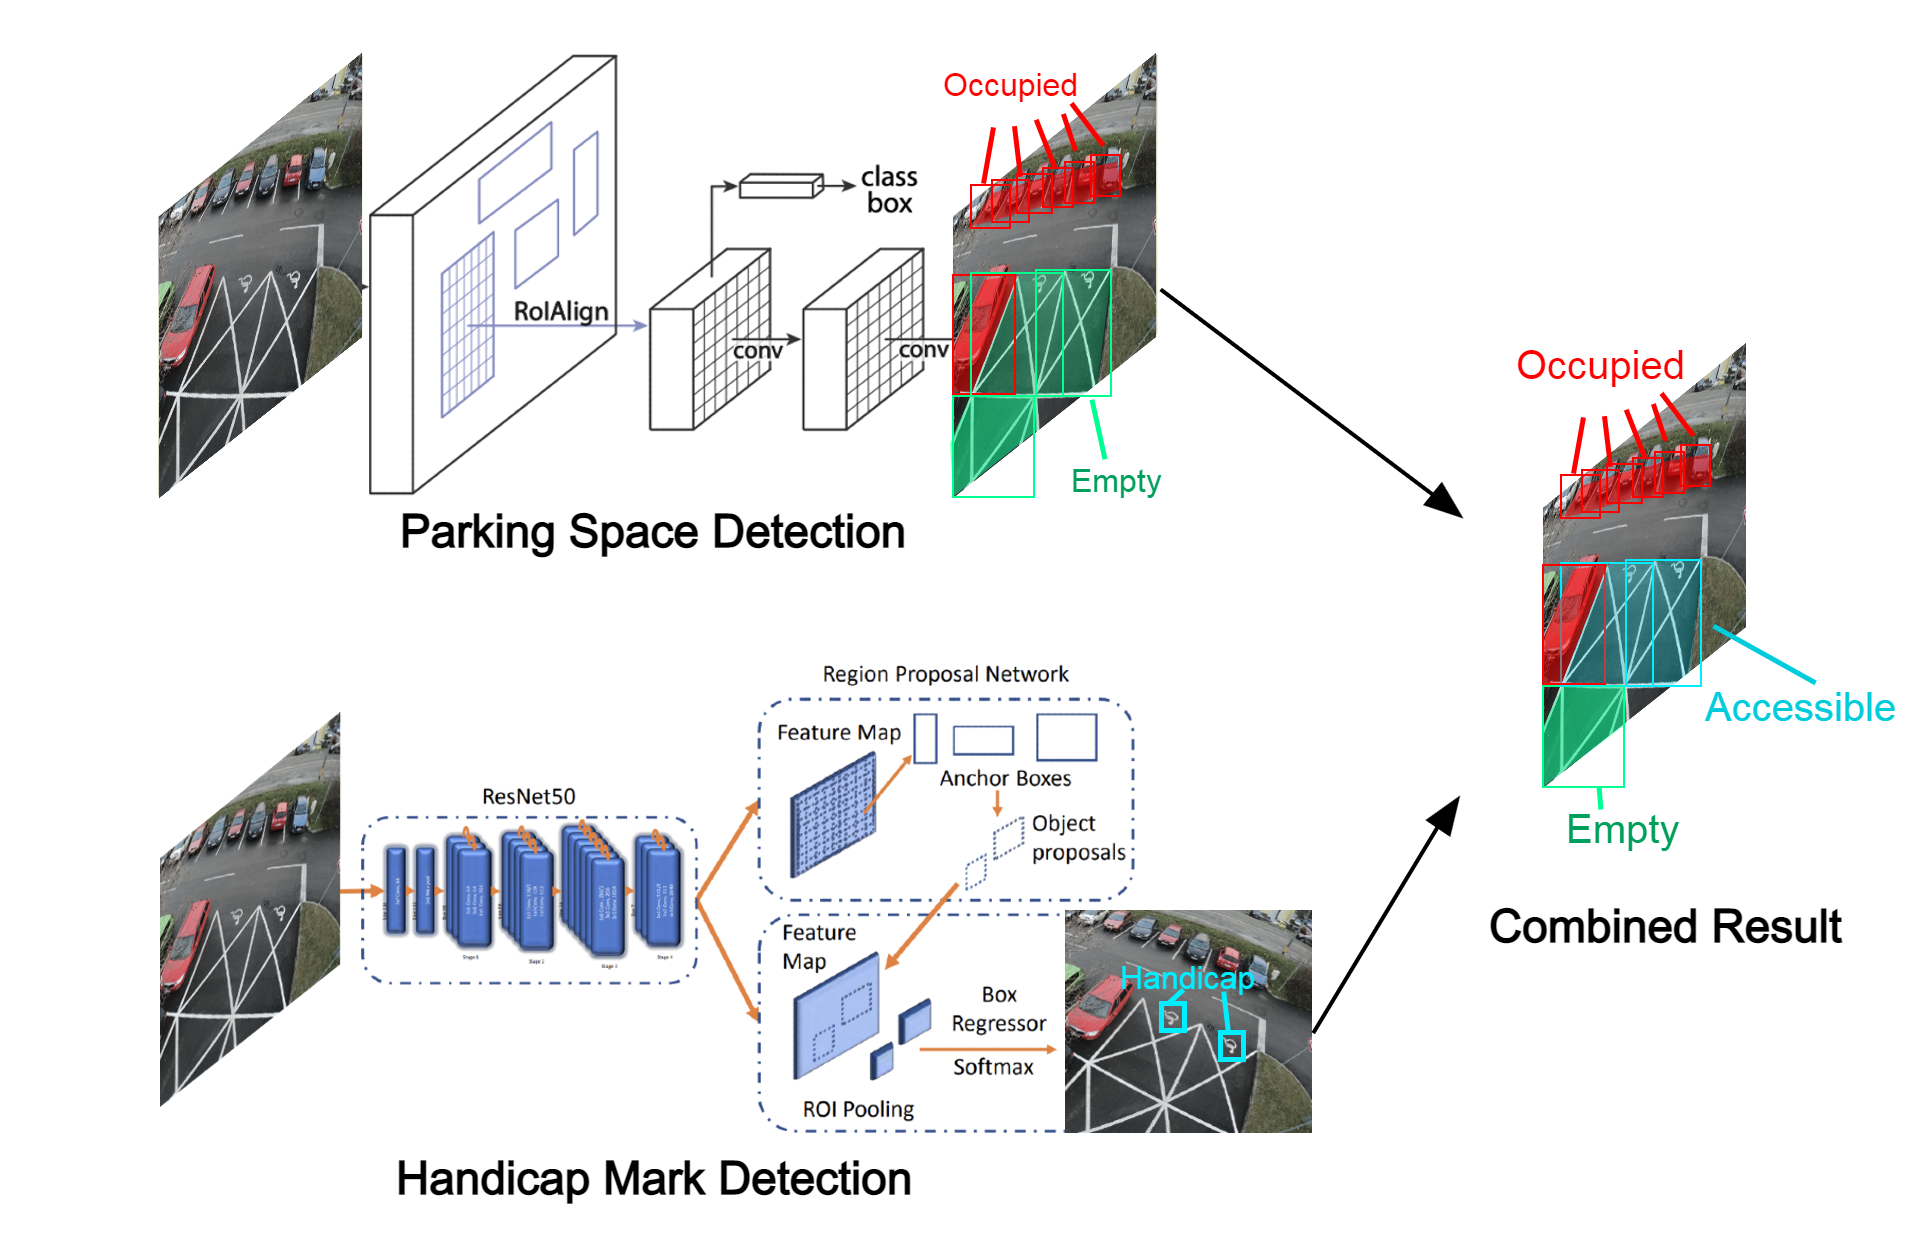 Occupied
class
box
RoIAlign
conv
conv
Empty
Parking Space Detection
Occupied
Accessible
Empty
Combined Result
Region Proposal Network
Feature Map
Anchor Boxes
Object
proposals
ResNet50
Feature
Map
Box
Regressor
Softmax
ROI Pooling
Handicap
Handicap Mark Detection